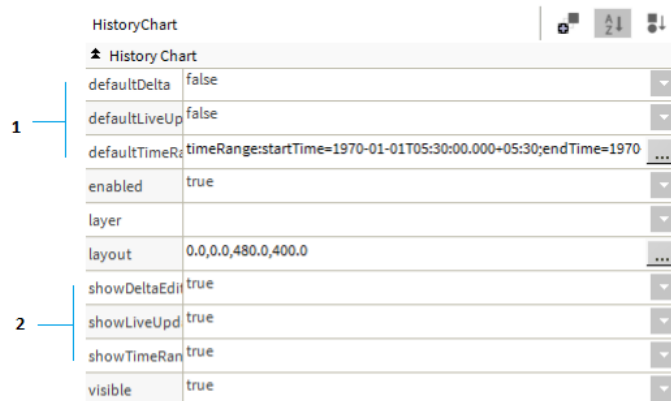 HistoryChart
History Chart
defaultDelta false
defaultLiveUp false
1
defaultTimeRa timeRange:startTime=1970-01-01T05:30:00.000+05:30;endTime=1970- ...
enabled true
layer
layout 0.0,0.0,480.0,400.0 ...
showDeltaEdit true
2
showLiveUpd true
showTimeRan true
visible true